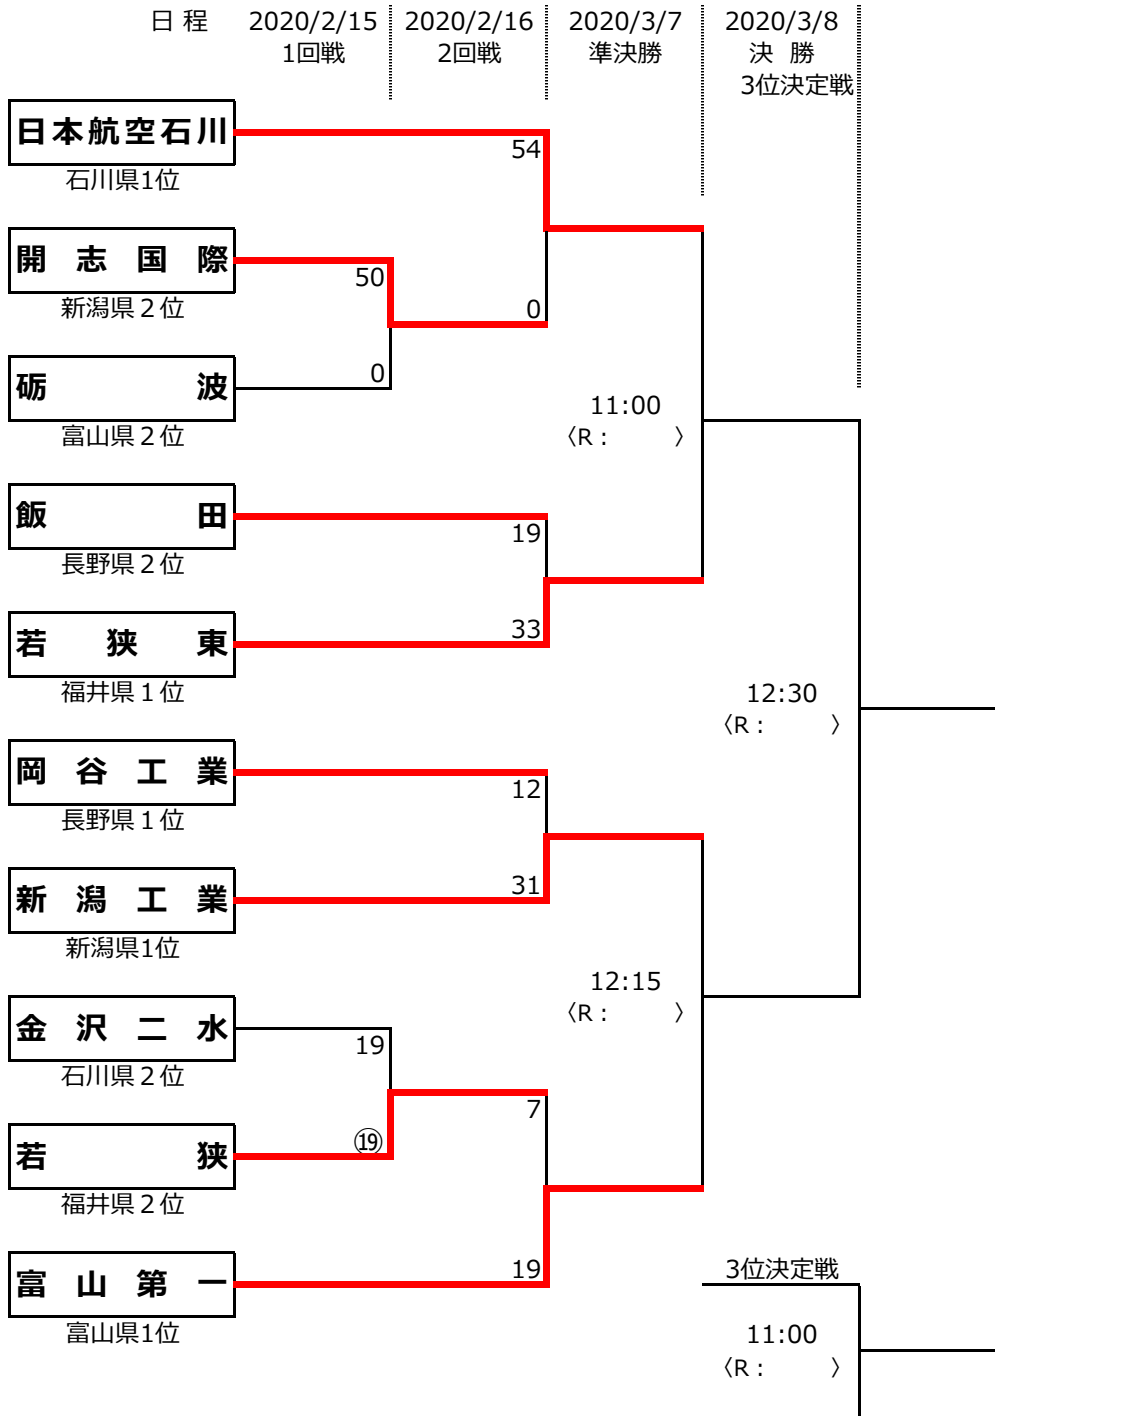 日 程 2020/2/15 2020/2/16 2020/3/7 2020/3/8
1回戦 2回戦 準決勝 決 勝
3位決定戦
日本航空石川
54
石川県1位
開志国際
50
新潟県２位
0
砺波
0
富山県２位
11:00
〈R： 〉
飯田
19
長野県２位
若狭東
33
福井県１位
12:30
〈R： 〉
岡谷工業
12
長野県１位
新潟工業
31
新潟県1位
12:15
〈R： 〉
金沢二水
19
石川県２位
7
若狭
⑲
福井県２位
富山第一
19
富山県1位
3位決定戦
11:00
〈R： 〉